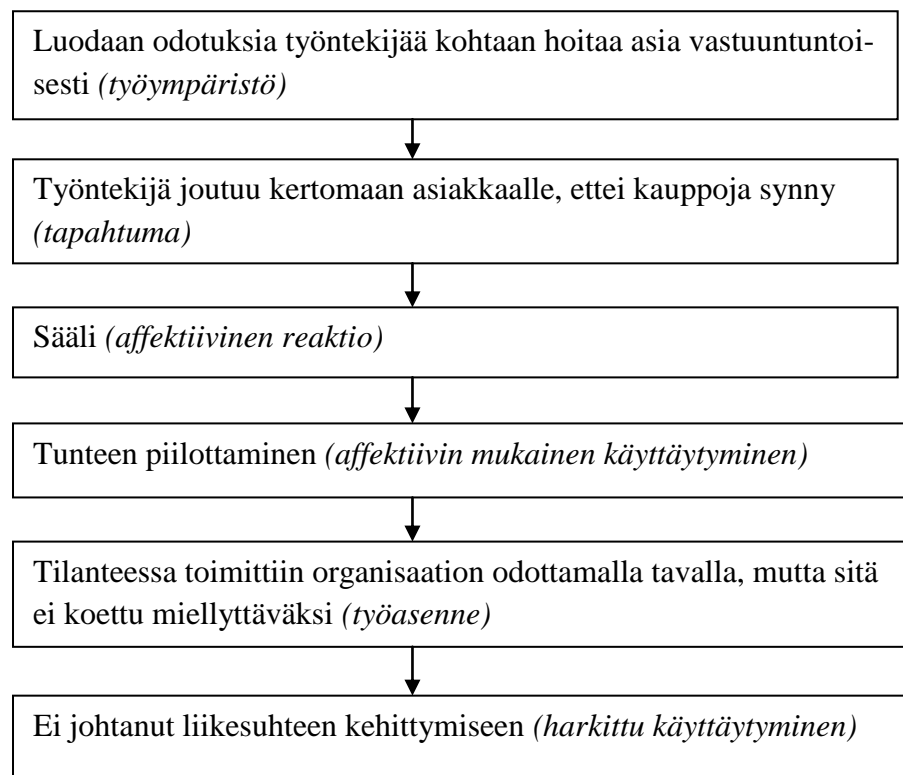 Luodaan odotuksia työntekijää kohtaan hoitaa asia vastuuntuntoi-
sesti (työympäristö)
Työntekijä joutuu kertomaan asiakkaalle, ettei kauppoja synny
(tapahtuma)
Sääli (affektiivinen reaktio)
Tunteen piilottaminen (affektiivin mukainen käyttäytyminen)
Tilanteessa toimittiin organisaation odottamalla tavalla, mutta sitä
ei koettu miellyttäväksi (työasenne)
Ei johtanut liikesuhteen kehittymiseen (harkittu käyttäytyminen)